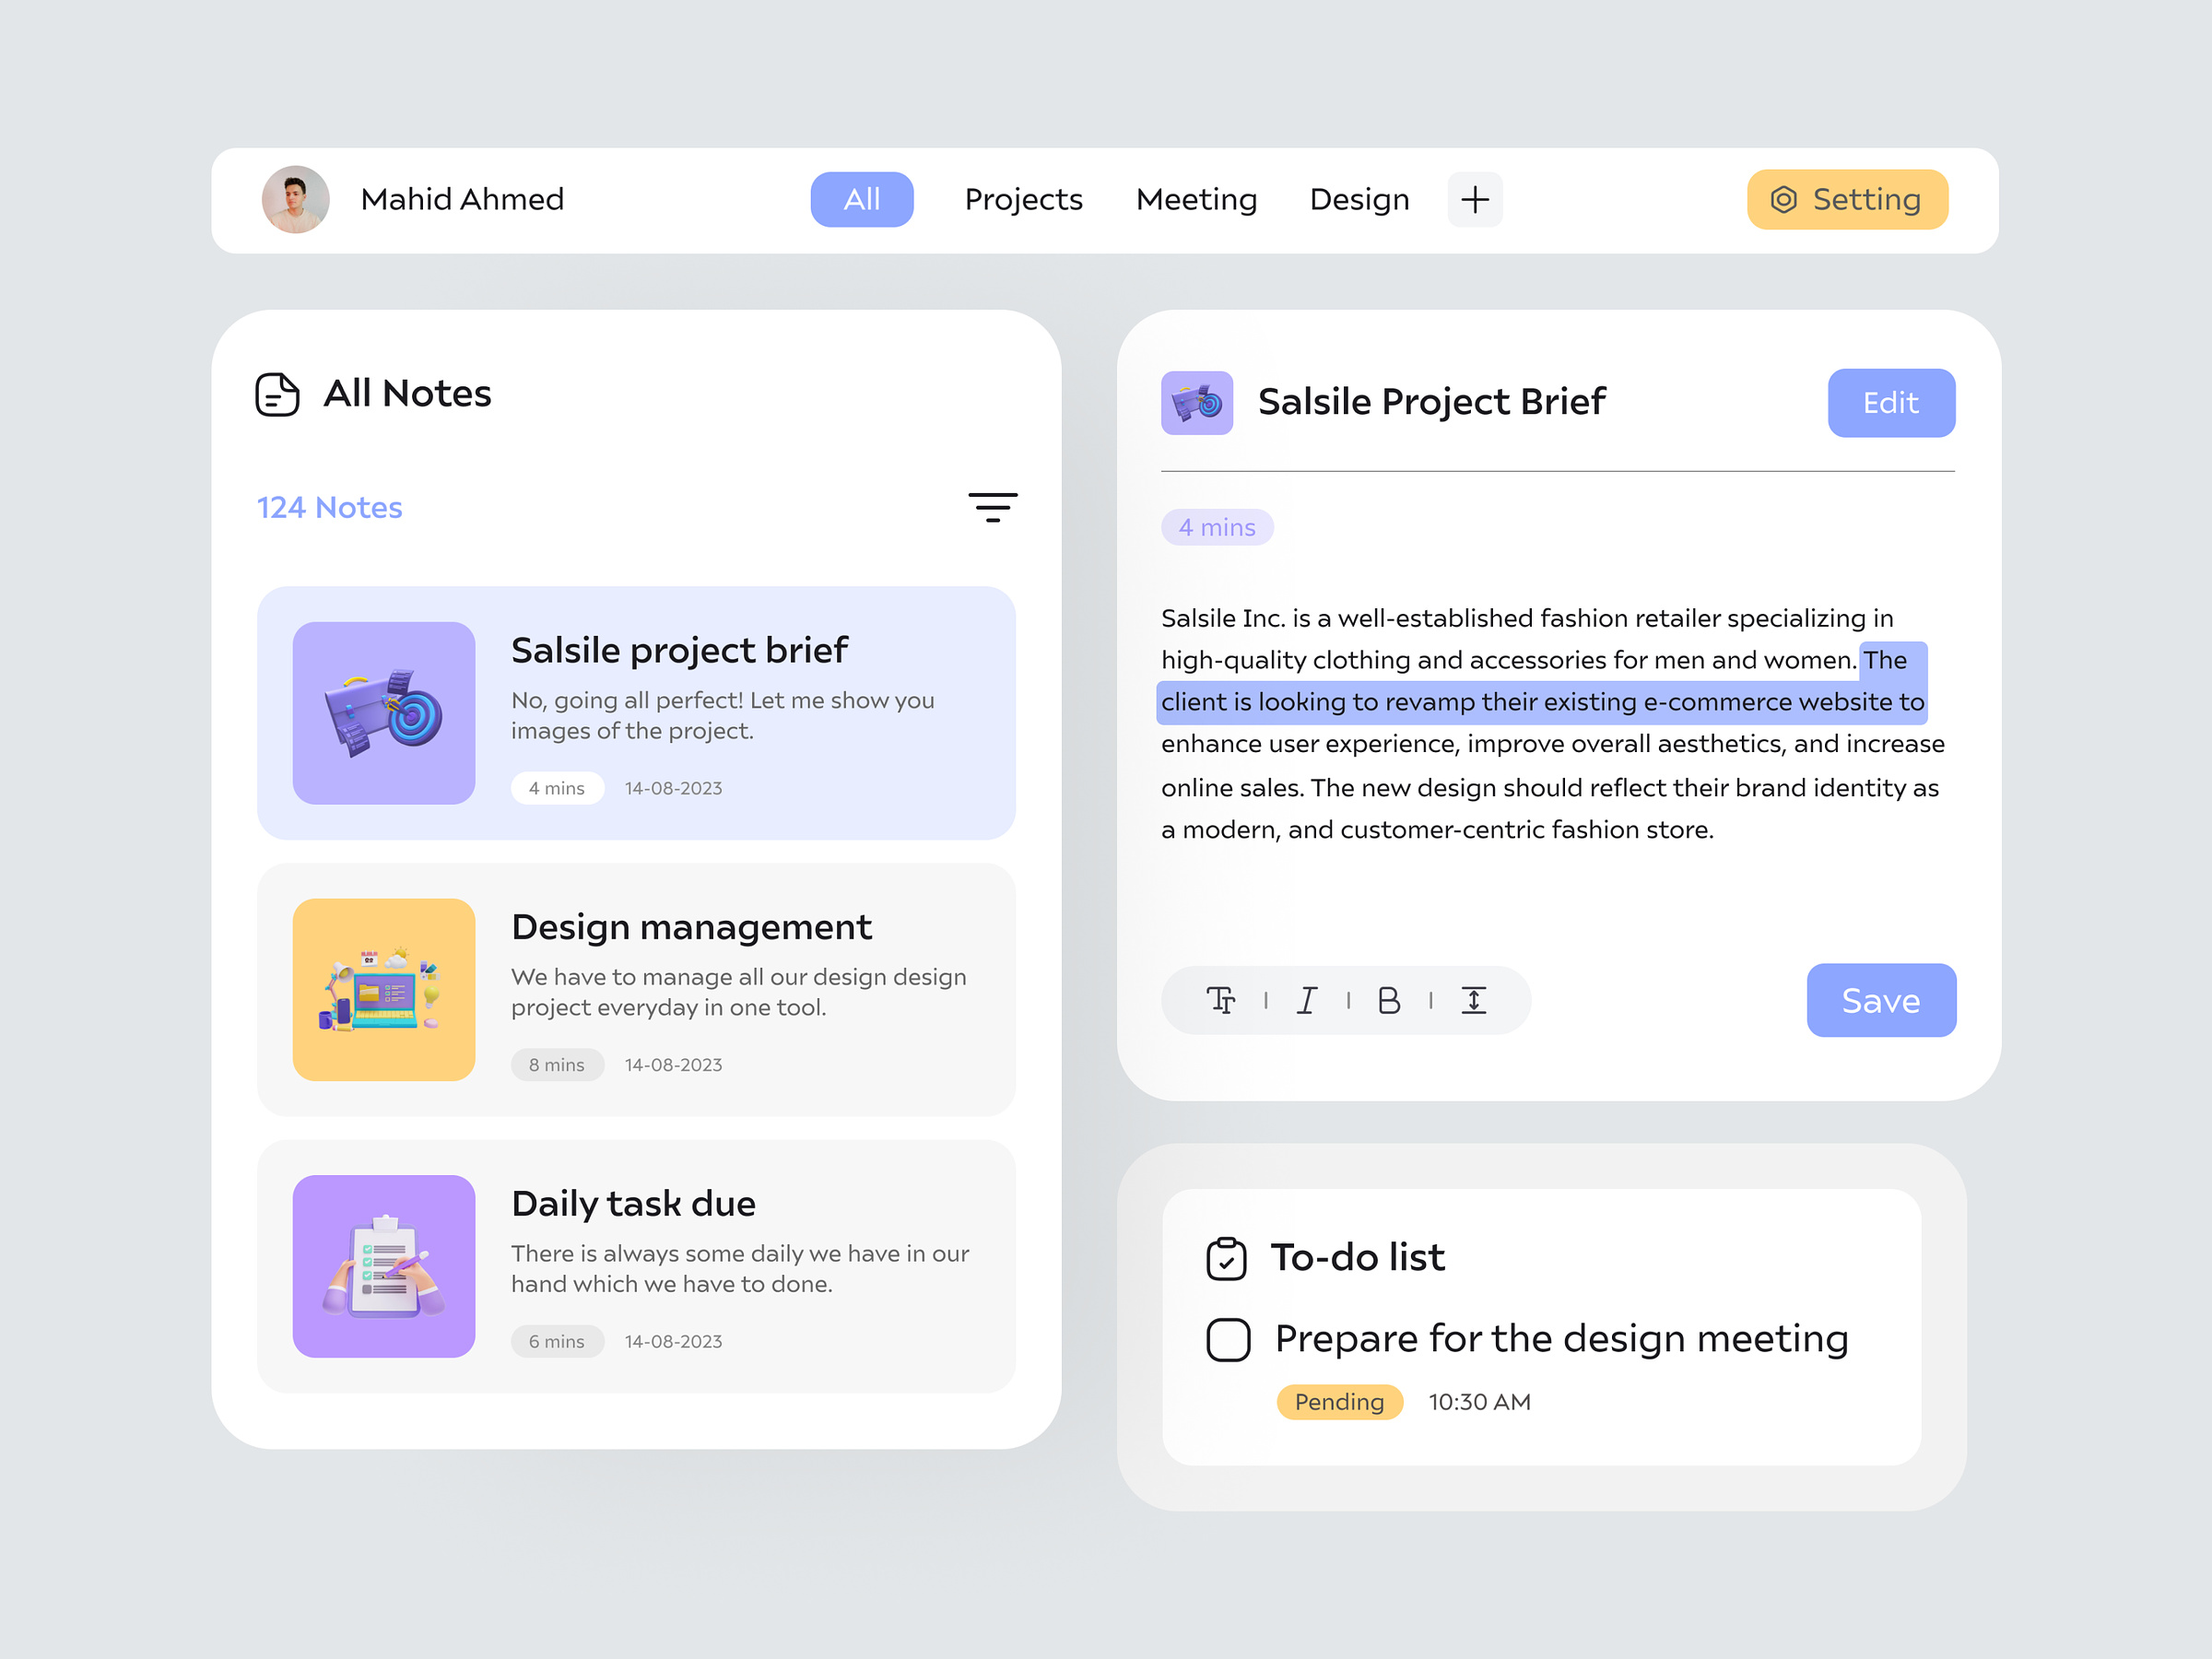 Mahid Ahmed
All
Projects
Meeting
Design
Setting
All Notes
124 Notes
Salsile project brief
No, going all perfect! Let me show you
images of the project.
4 mins
14-08-2023
Design management
We have to manage all our design design
project everyday in one tool.
8 mins
14-08-2023
Daily task due
There is always some daily we have in our
hand which we have to done.
6 mins
14-08-2023
Salsile Project Brief
Edit
4 mins
Salsile Inc. is a well-established fashion retailer specializing in
high-quality clothing and accessories for men and women. The
client is looking to revamp their existing e-commerce website to
enhance user experience, improve overall aesthetics, and increase
online sales. The new design should reflect their brand identity as
a modern, and customer-centric fashion store.
Tr
I
B
Save
To-do list
Prepare for the design meeting
Pending
10:30 AM